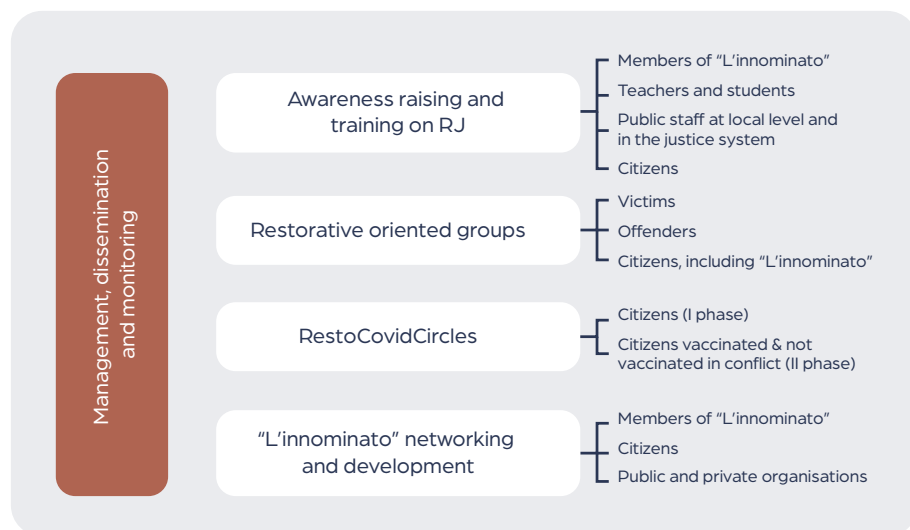 Management, dissemination
and monitoring
Awareness raising and
training on RJ
Members of “L’innominato”
Teachers and students
Public staff at local level and
in the justice system
Citizens
Restorative oriented groups
Victims
Offenders
Citizens, including “L’innominato”
RestoCovidCircles
Citizens (I phase)
Citizens vaccinated & not
vaccinated in conflict (II phase)
“L’innominato” networking
and development
Members of “L’innominato”
Citizens
Public and private organisations